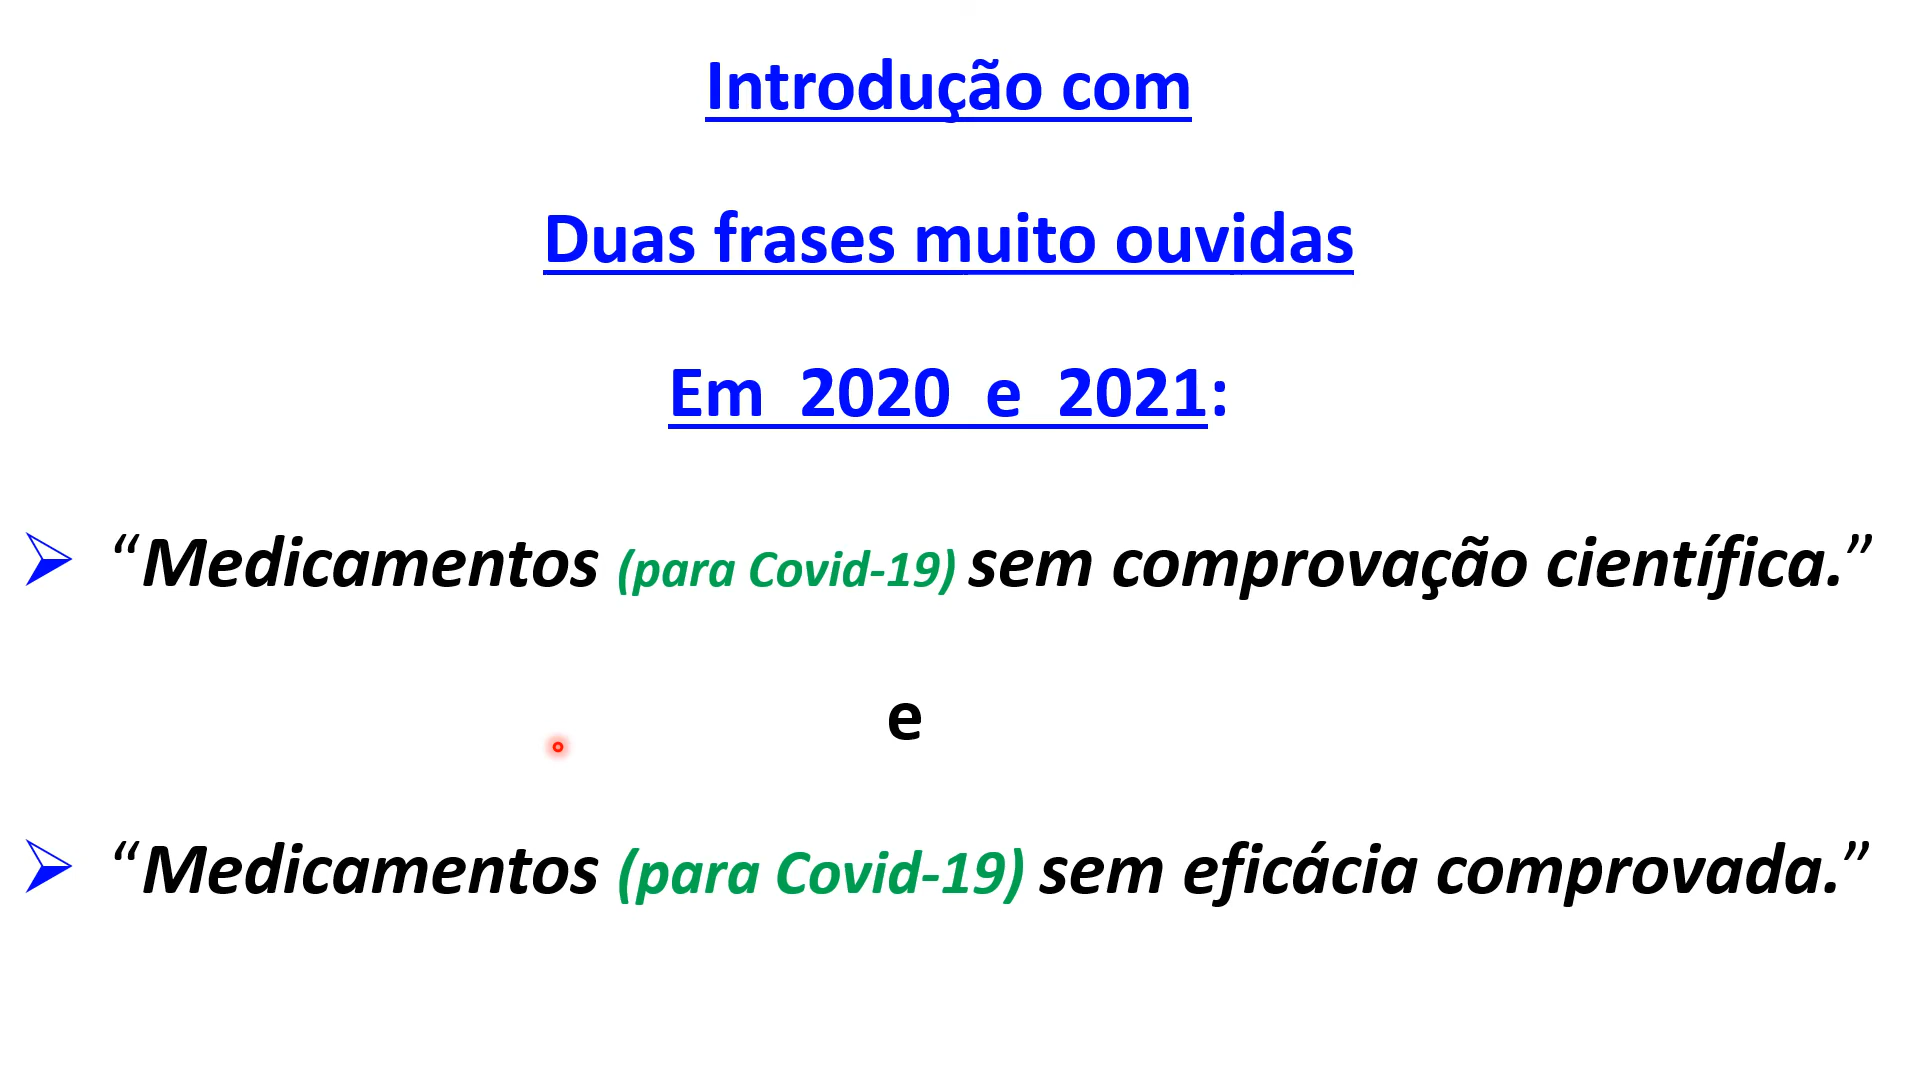 Introdução com
Duas frases muito ouvidas
Em 2020 e 2021:
“Medicamentos (para Covid-19) sem comprovação científica.”
e
“Medicamentos (para Covid-19) sem eficácia comprovada.”